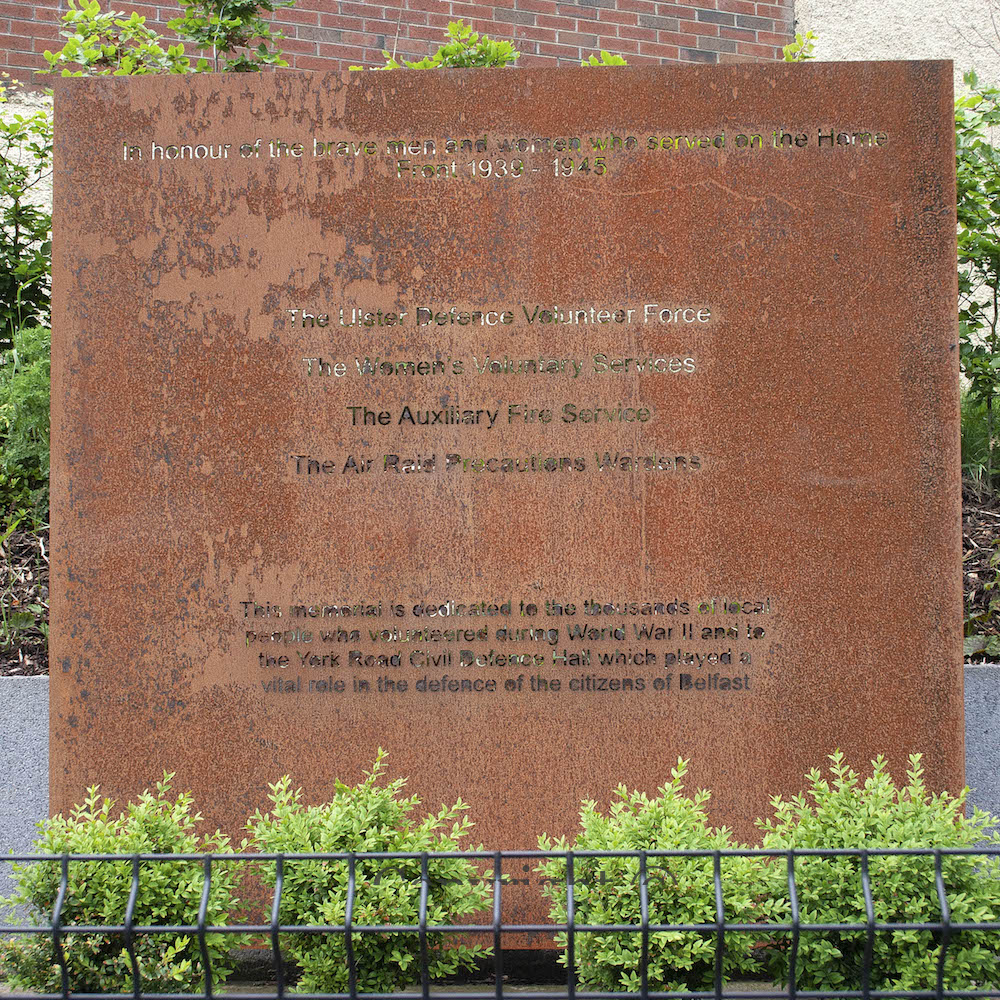 In honour of the brave men and women who served on the Home
Front 1939 - 1945.
The Ulster Defence Volunteer Force
The Women's Voluntary Services
The Auxiliary Fire Service
The Air Raid Precautions Wardens
This memorial is dedicated to the thousands of local
people who volunteered during World War II and to
the York Road Civil Defence Hall which played a
vital role in the defence of the citizens of Belfast